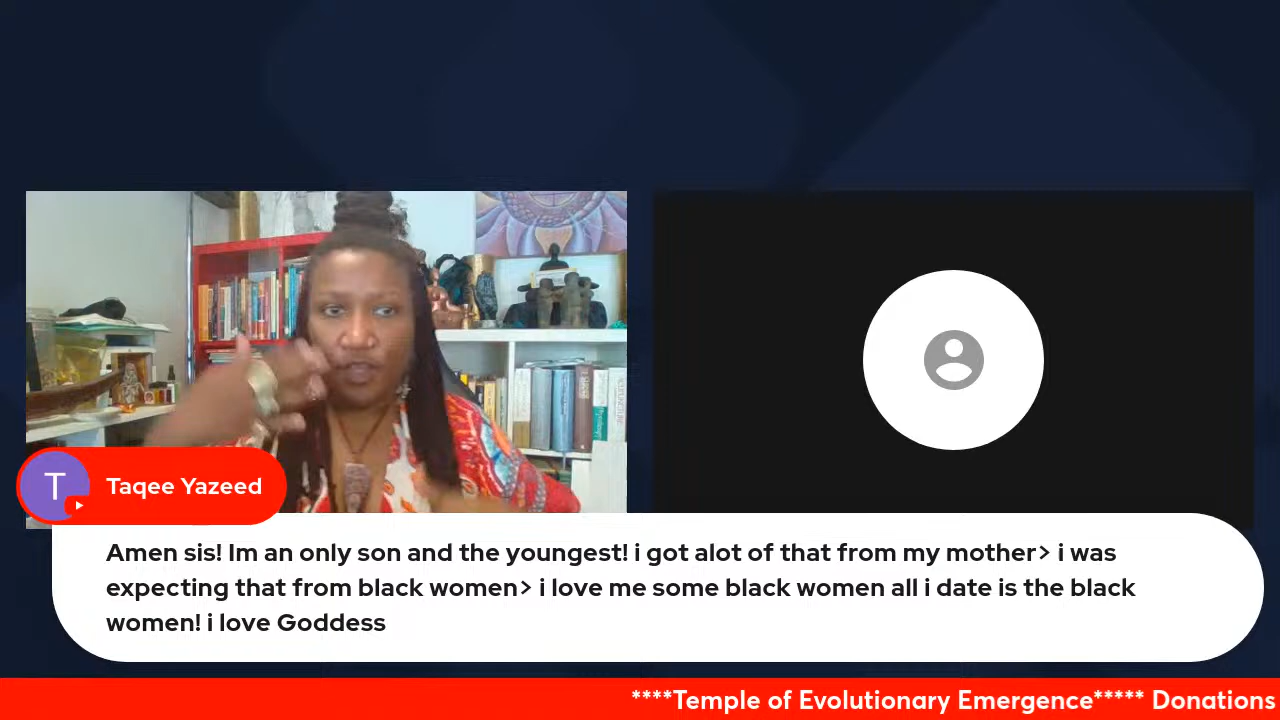 T
Taqee Yazeed
Amen sis! Im an only son and the youngest! i got alot of that from my mother> i was
expecting that from black women> i love me some black women all i date is the black
women! i love Goddess
****Temple of Evolutionary Emergence***** Donations